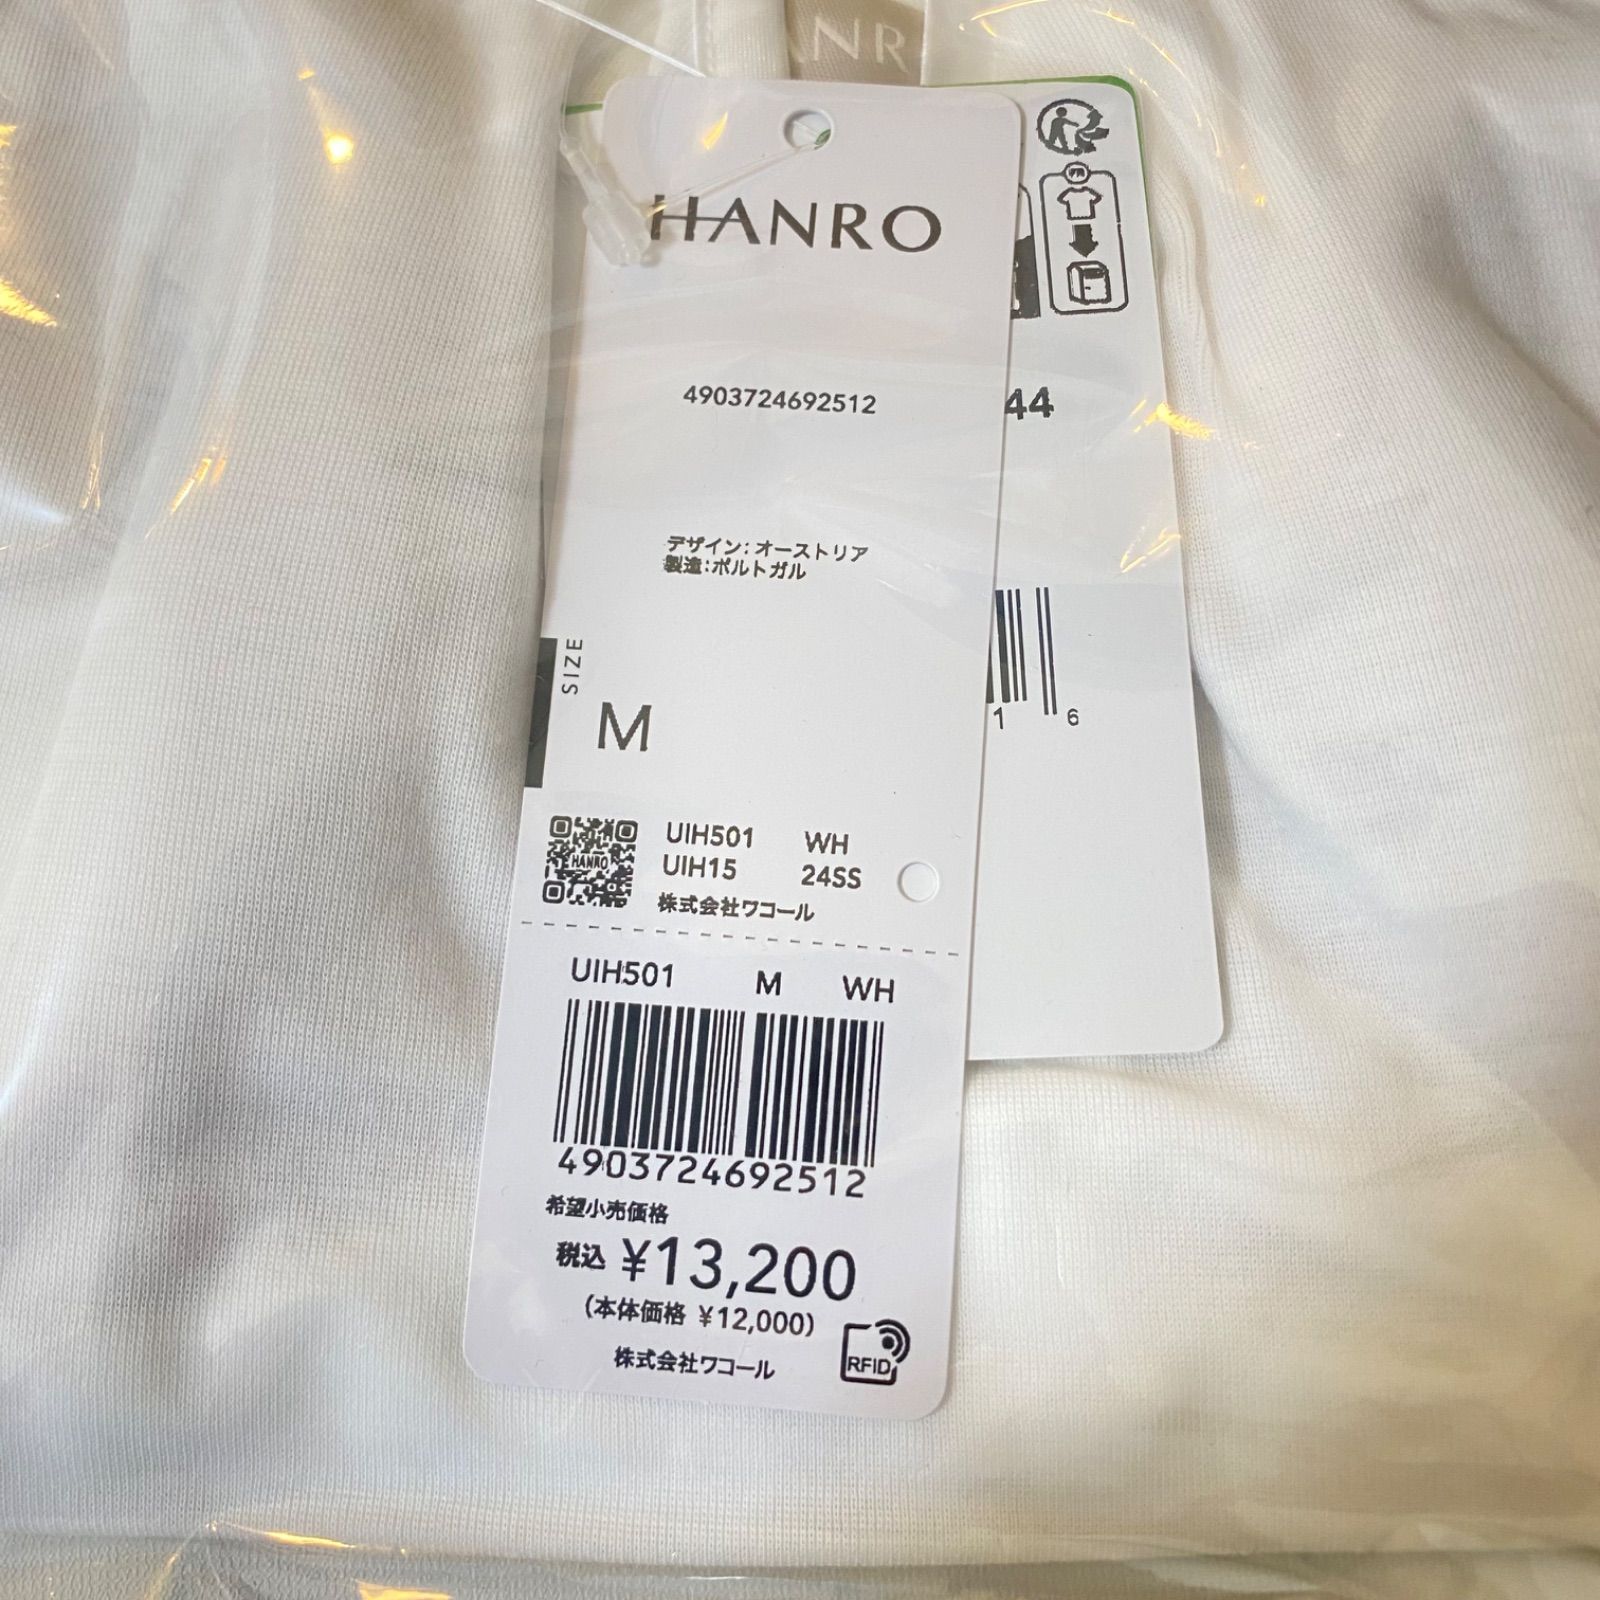 HANRO
4903724692512
デザイン:オーストリア
製造:ポルトガル
SIZE
M
HANRO
UIH501 WH
UIH15 24SS
株式会社ワコール
UIH501 M WH
4903724692512
希望小売価格
税込 ¥13,200
(本体価格 ¥12,000)
株式会社ワコール
RFID
FR
44
1 6
ANR